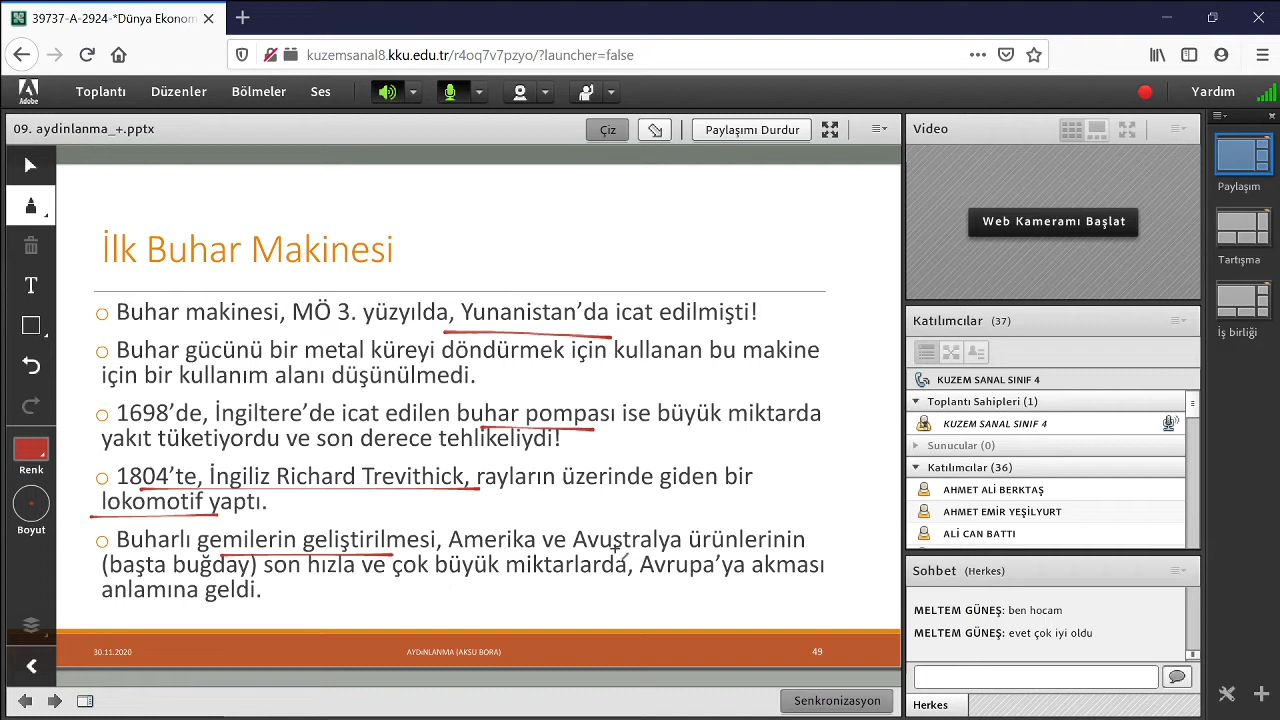 39737-A-2924-*Dünya Ekonom
kuzemsanal8.kku.edu.tr/r4oq7v7pzyo/?launcher=false
Adobe
Toplantı Düzenler Bölmeler Ses Yardım
09. aydinlanma_+.pptx
Çiz
Paylaşımı Durdur
İlk Buhar Makinesi
Buhar makinesi, MÖ 3. yüzyılda, Yunanistan’da icat edilmişti!
Buhar gücünü bir metal küreyi döndürmek için kullanan bu makine
için bir kullanım alanı düşünülmedi.
1698’de, İngiltere’de icat edilen buhar pompası ise büyük miktarda
yakıt tüketiyordu ve son derece tehlikeliydi!
1804’te, İngiliz Richard Trevithick, rayların üzerinde giden bir
lokomotif yaptı.
Buharlı gemilerin geliştirilmesi, Amerika ve Avustralya ürünlerinin
(başta buğday) son hızla ve çok büyük miktarlarda, Avrupa’ya akması
anlamına geldi.
30.11.2020 AYDıNLANMA (AKSU BORA) 49
Renk
Boyut
Senkronizasyon
Video
Web Kameramı Başlat
Katılımcılar (37)
KUZEM SANAL SINIF 4
Toplantı Sahipleri (1)
KUZEM SANAL SINIF 4
Sunucular (0)
Katılımcılar (36)
AHMET ALİ BERKTAŞ
AHMET EMİR YEŞİLYURT
ALİ CAN BATTI
Sohbet (Herkes)
MELTEM GÜNEŞ: ben hocam
MELTEM GÜNEŞ: evet çok iyi oldu
Herkes
Paylaşım
Tartışma
İş birliği